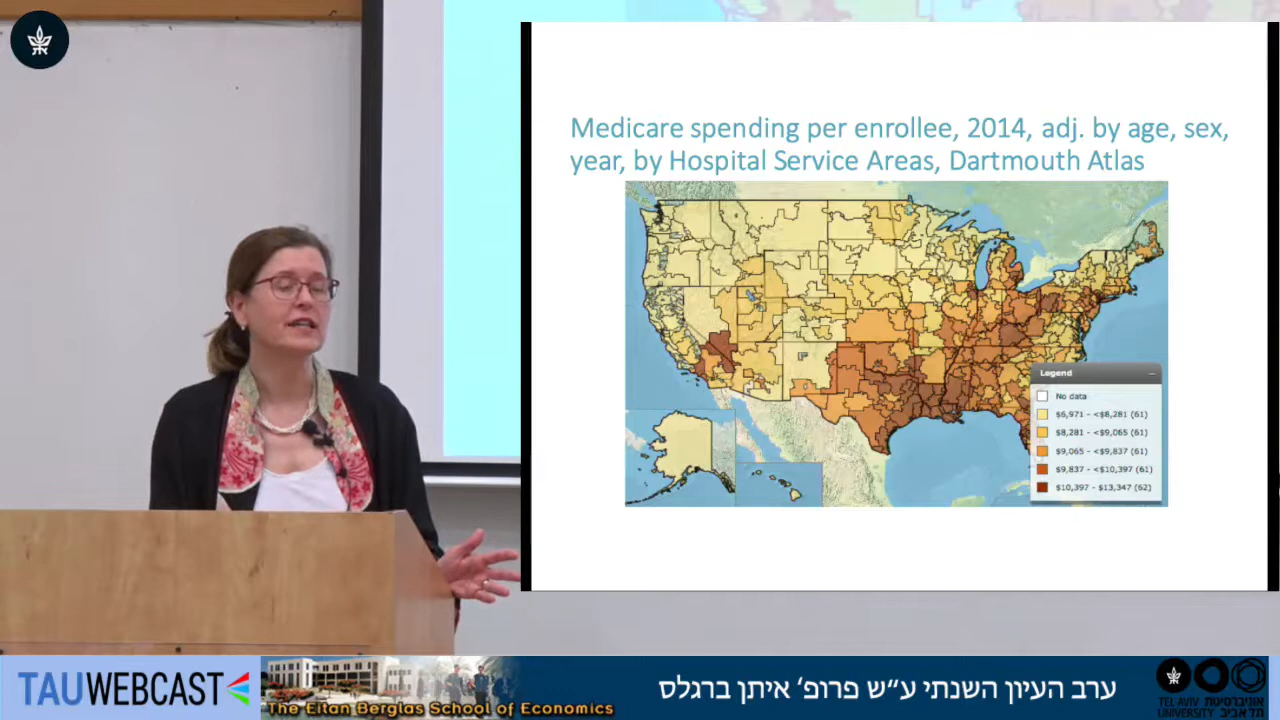 Medicare spending per enrollee, 2014, adj. by age, sex,
year, by Hospital Service Areas, Dartmouth Atlas
Legend
No data
$6,971 - <$8,281 (61)
$8,281 - <$9,065 (61)
$9,065 - <$9,837 (61)
$9,837 - <$10,397 (61)
$10,397 - $13,347 (62)
TAUWEBCAST
The Eitan Berglas School of Economics
ערב העיון השנתי ע״ש פרופ׳ איתן ברגלס
TEL AVIV אוניברסיטת
UNIVERSITY תל אביב